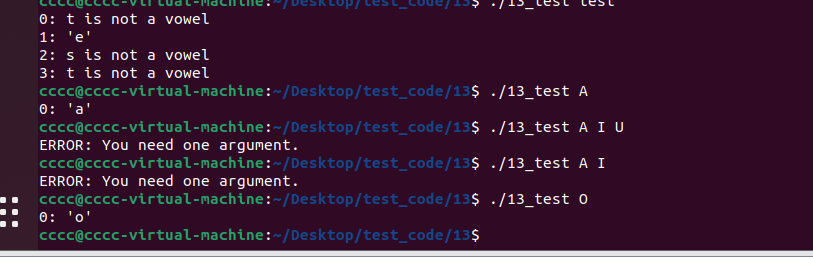 cccc@cccc-virtual-machine:~/Desktop/test_code/13$ ./13_test test
0: t is not a vowel
1: 'e'
2: s is not a vowel
3: t is not a vowel
cccc@cccc-virtual-machine:~/Desktop/test_code/13$ ./13_test A
0: 'a'
cccc@cccc-virtual-machine:~/Desktop/test_code/13$ ./13_test A I U
ERROR: You need one argument.
cccc@cccc-virtual-machine:~/Desktop/test_code/13$ ./13_test A I
ERROR: You need one argument.
cccc@cccc-virtual-machine:~/Desktop/test_code/13$ ./13_test O
0: 'o'
cccc@cccc-virtual-machine:~/Desktop/test_code/13$